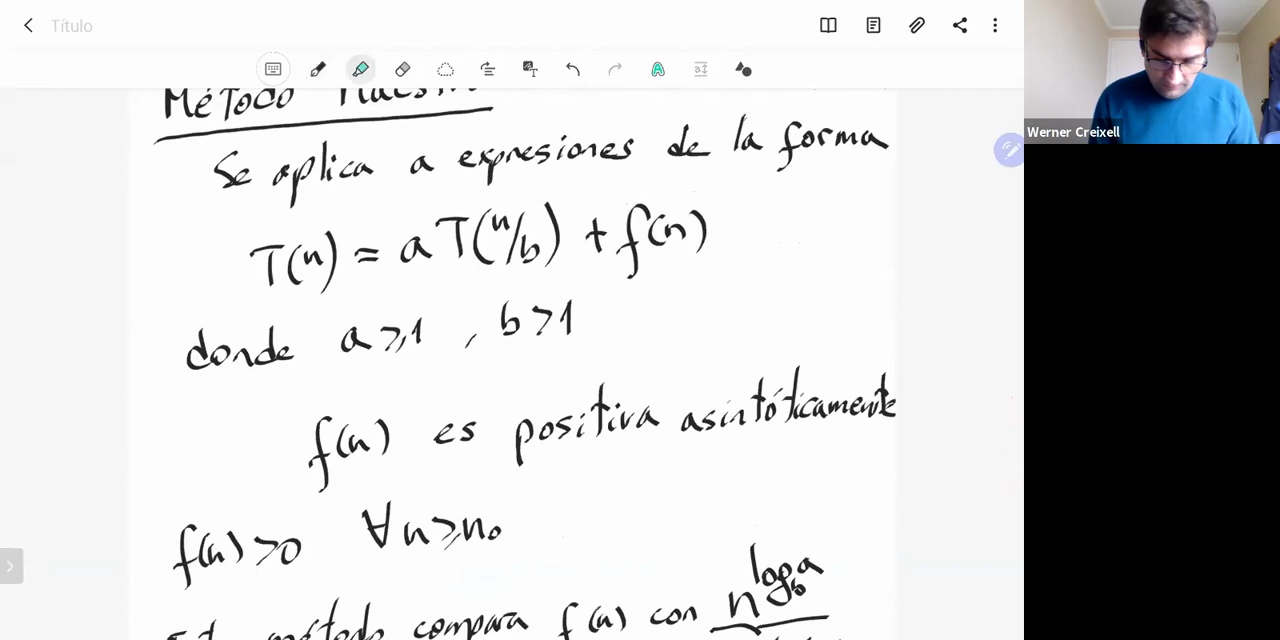 Título
Werner Creixell
Método
Se aplica a expresiones de la forma
T(n) = a T(n/b) + f(n)
donde a ≥ 1 , b > 1
f(n) es positiva asintóticamente
f(n) > 0 ∀ n ≥ n₀
método compara f(n) con n^{log_b a}